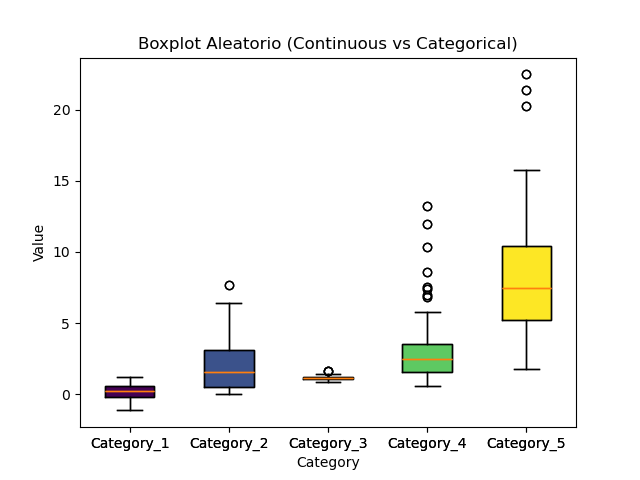 Boxplot Aleatorio (Continuous vs Categorical)
Value
20
15
10
5
0
Category_1 Category_2 Category_3 Category_4 Category_5
Category